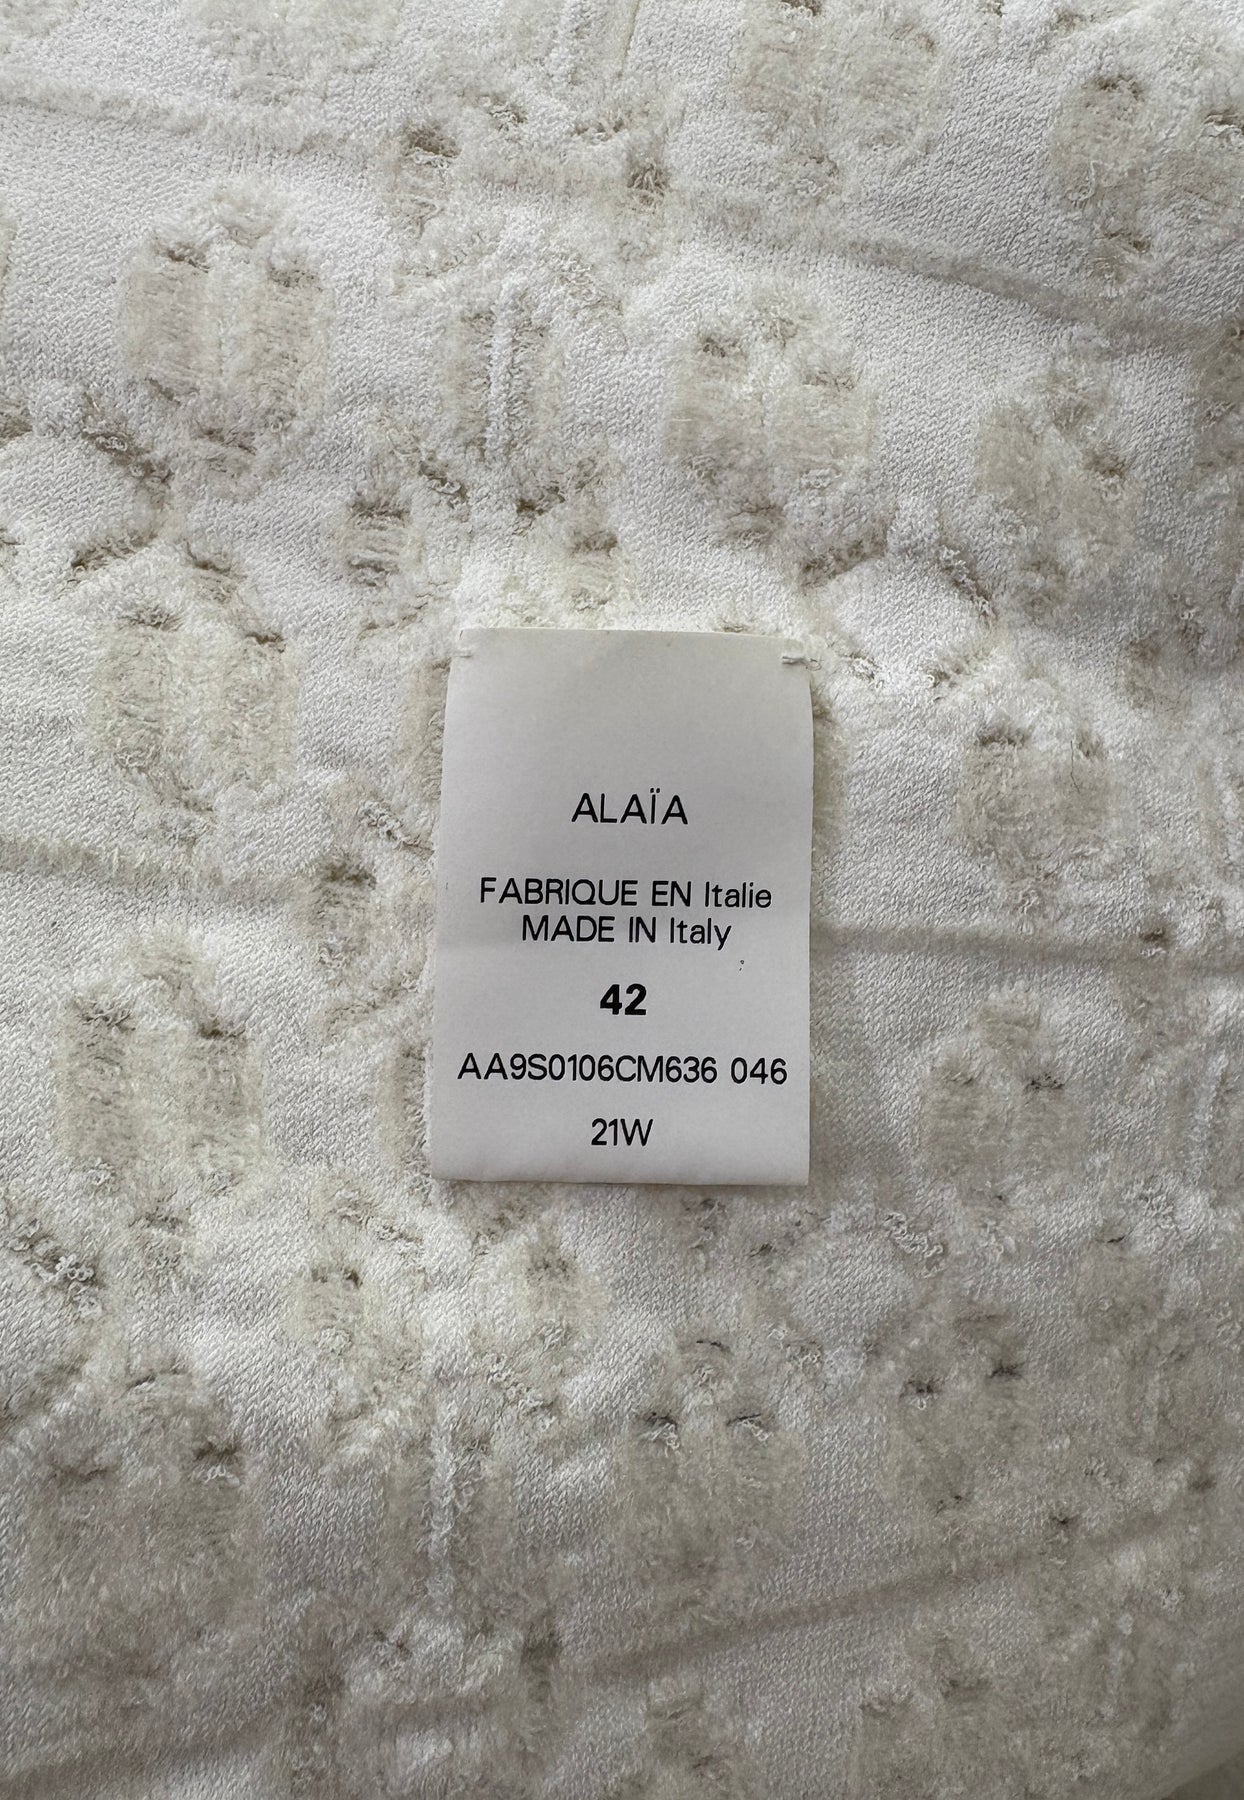 ALAÏA
FABRIQUE EN Italie
MADE IN Italy
42
AA9S0106CM636 046
21W